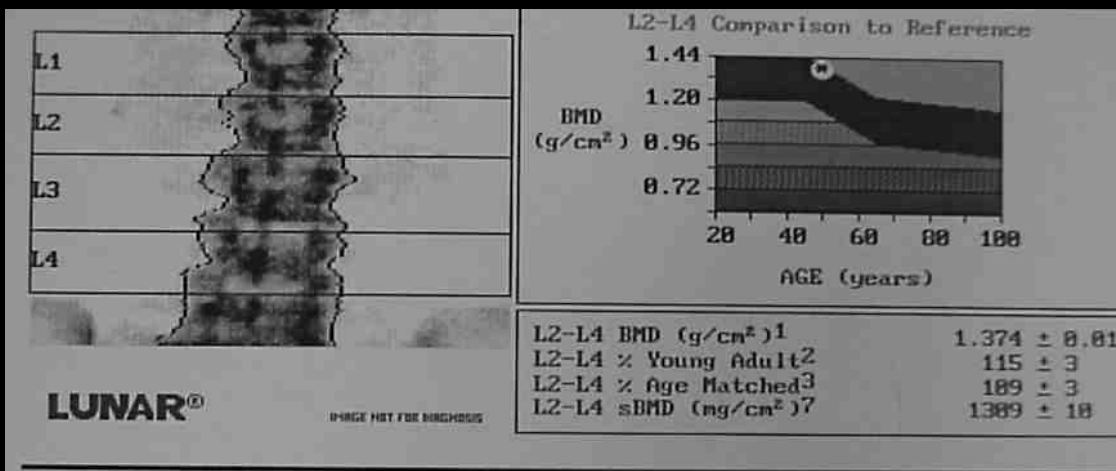 L1
L2
L3
L4
LUNAR®
IMAGE NOT FOR DIAGNOSIS
L2-L4 Comparison to Reference
BMD
(g/cm²)
1.44
1.20
0.96
0.72
20 40 60 80 100
AGE (years)
L2-L4 BMD (g/cm²)1 1.374 ± 0.01
L2-L4 % Young Adult2 115 ± 3
L2-L4 % Age Matched3 109 ± 3
L2-L4 sBMD (mg/cm²)7 1309 ± 10